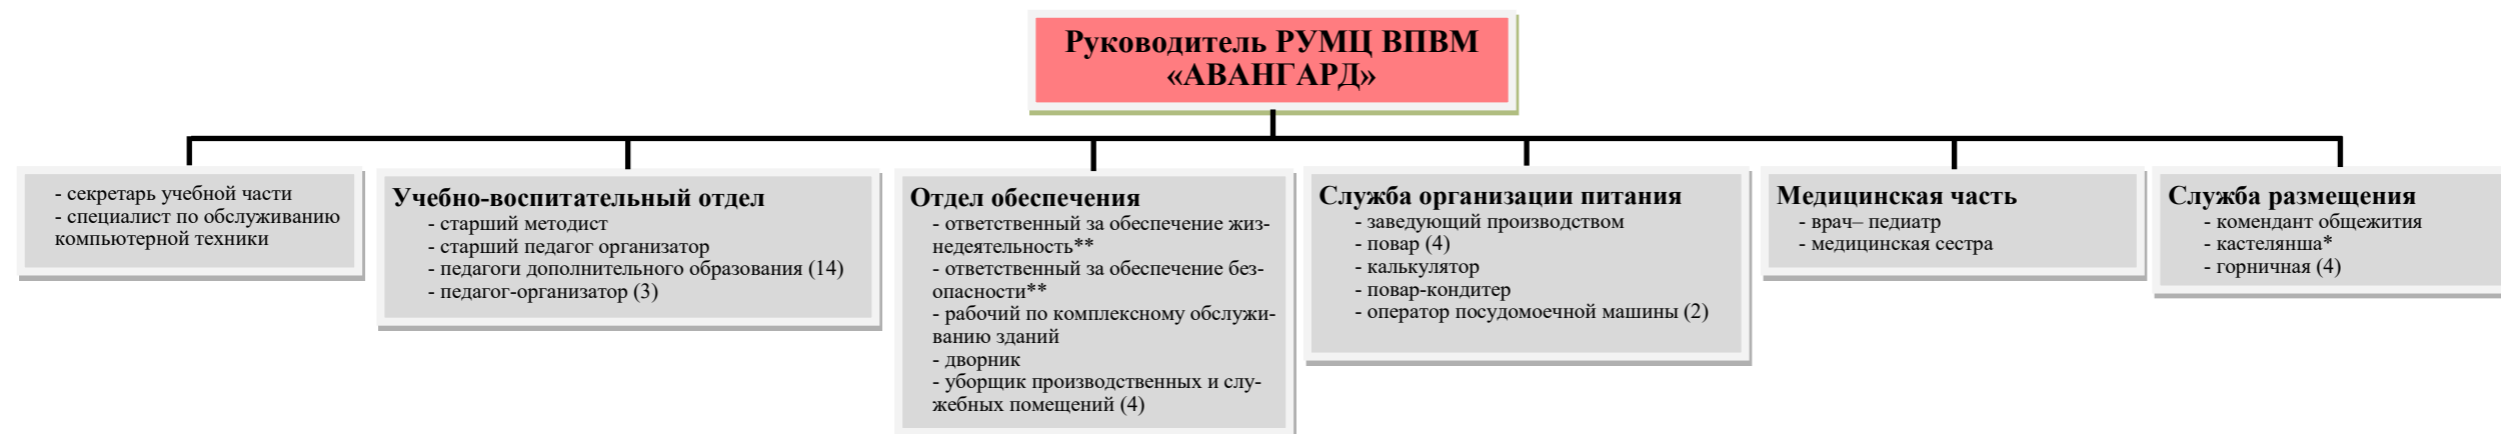 Руководитель РУМЦ ВПВМ
«АВАНГАРД»
- секретарь учебной части
- специалист по обслуживанию
компьютерной техники
Учебно-воспитательный отдел
- старший методист
- старший педагог организатор
- педагоги дополнительного образования (14)
- педагог-организатор (3)
Отдел обеспечения
- ответственный за обеспечение жиз-
недеятельность**
- ответственный за обеспечение без-
опасности**
- рабочий по комплексному обслужи-
ванию зданий
- дворник
- уборщик производственных и слу-
жебных помещений (4)
Служба организации питания
- заведующий производством
- повар (4)
- калькулятор
- повар-кондитер
- оператор посудомоечной машины (2)
Медицинская часть
- врач– педиатр
- медицинская сестра
Служба размещения
- комендант общежития
- кастелянша*
- горничная (4)